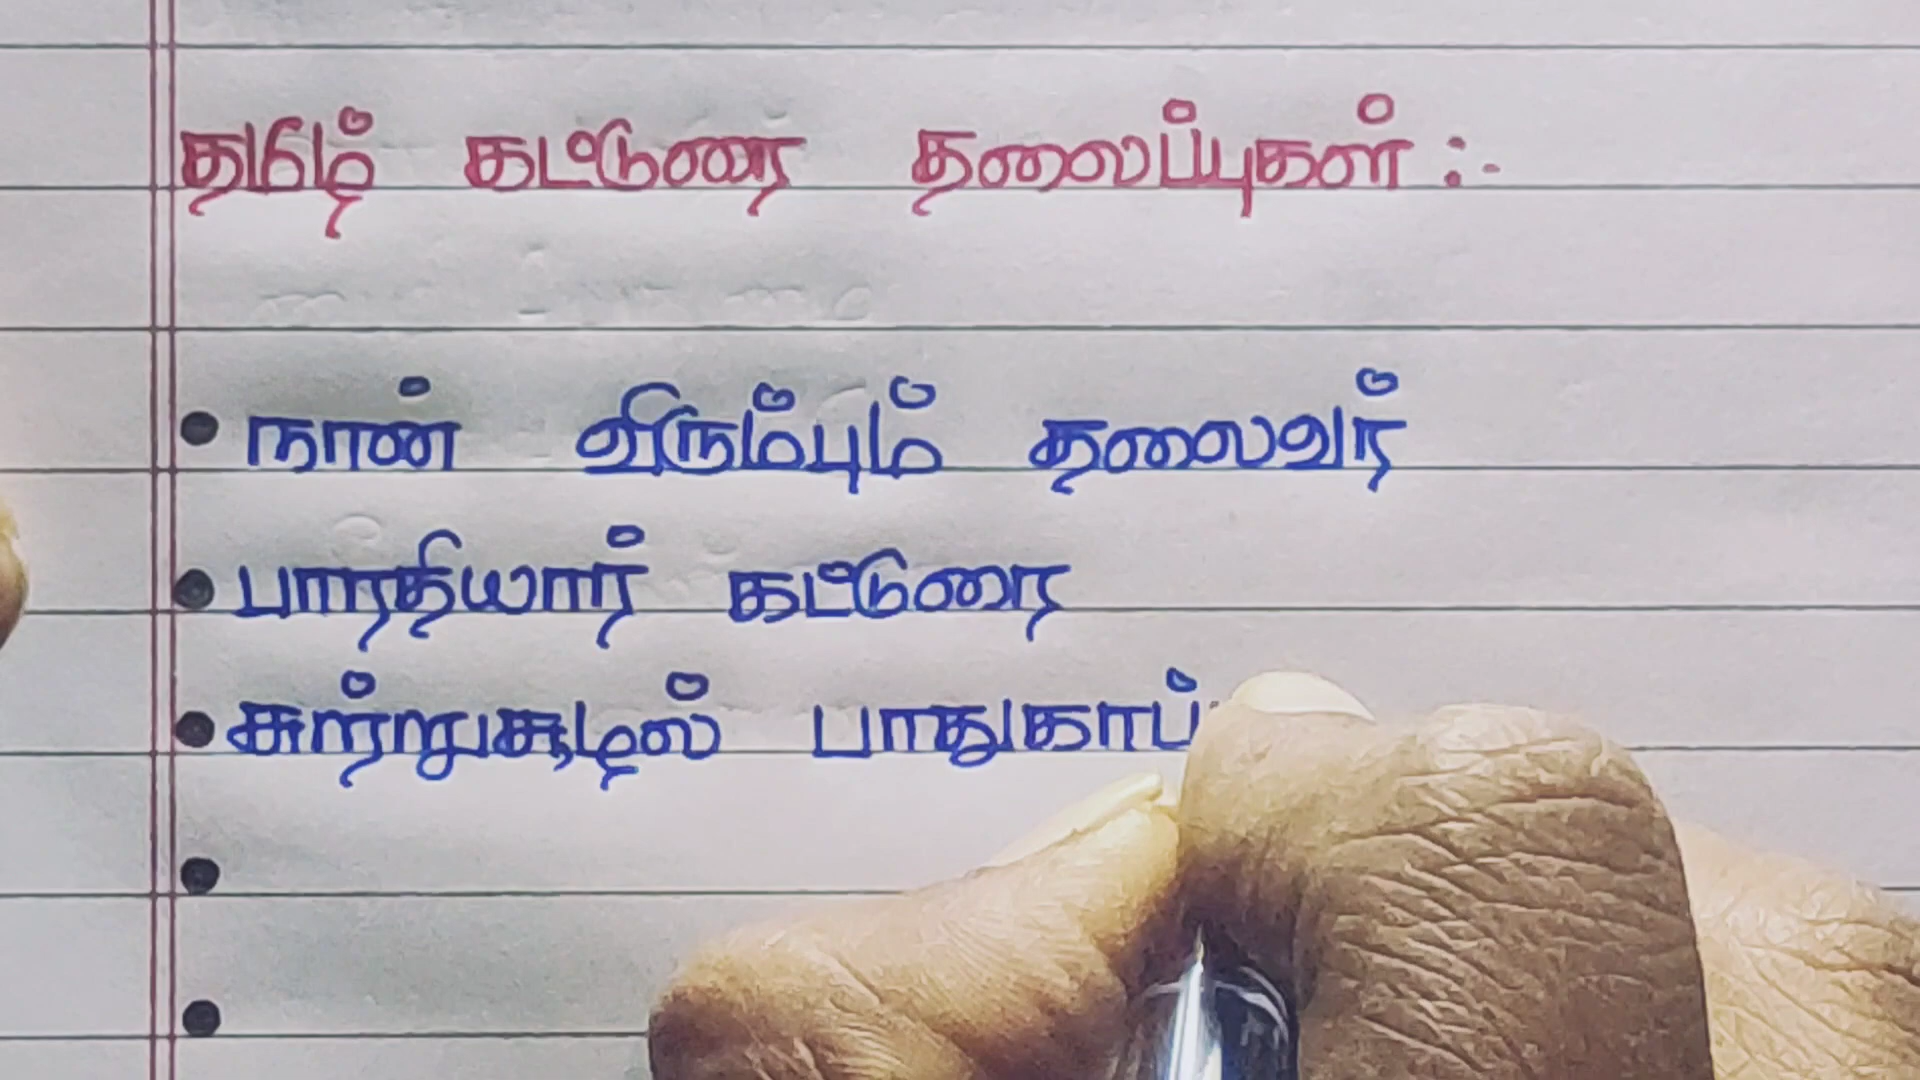 தமிழ் கட்டுரை தலைப்புகள் :-
• நான் விரும்பும் தலைவர்
• பாரதியார் கட்டுரை
• சுற்றுசூழல் பாதுகாப்
•
•